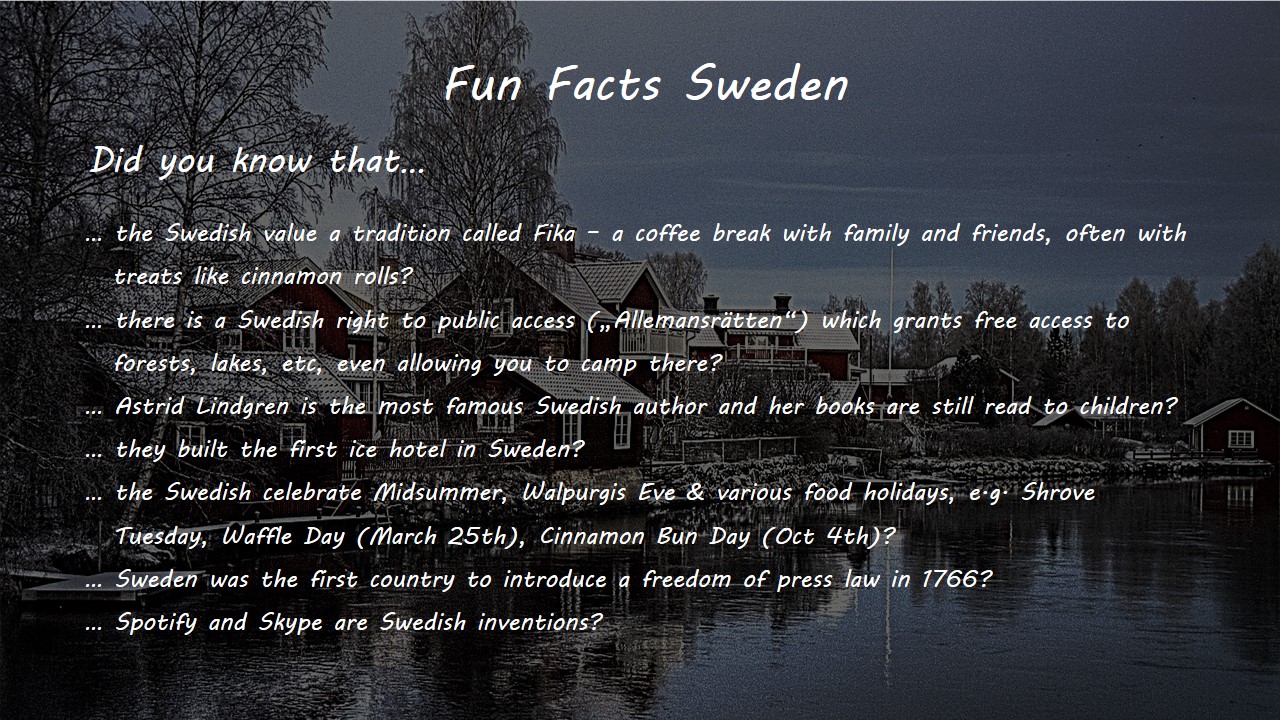 Fun Facts Sweden
Did you know that...
... the Swedish value a tradition called Fika – a coffee break with family and friends, often with
treats like cinnamon rolls?
... there is a Swedish right to public access („Allemansrätten“) which grants free access to
forests, lakes, etc, even allowing you to camp there?
... Astrid Lindgren is the most famous Swedish author and her books are still read to children?
... they built the first ice hotel in Sweden?
... the Swedish celebrate Midsummer, Walpurgis Eve & various food holidays, e.g. Shrove
Tuesday, Waffle Day (March 25th), Cinnamon Bun Day (Oct 4th)?
... Sweden was the first country to introduce a freedom of press law in 1766?
... Spotify and Skype are Swedish inventions?